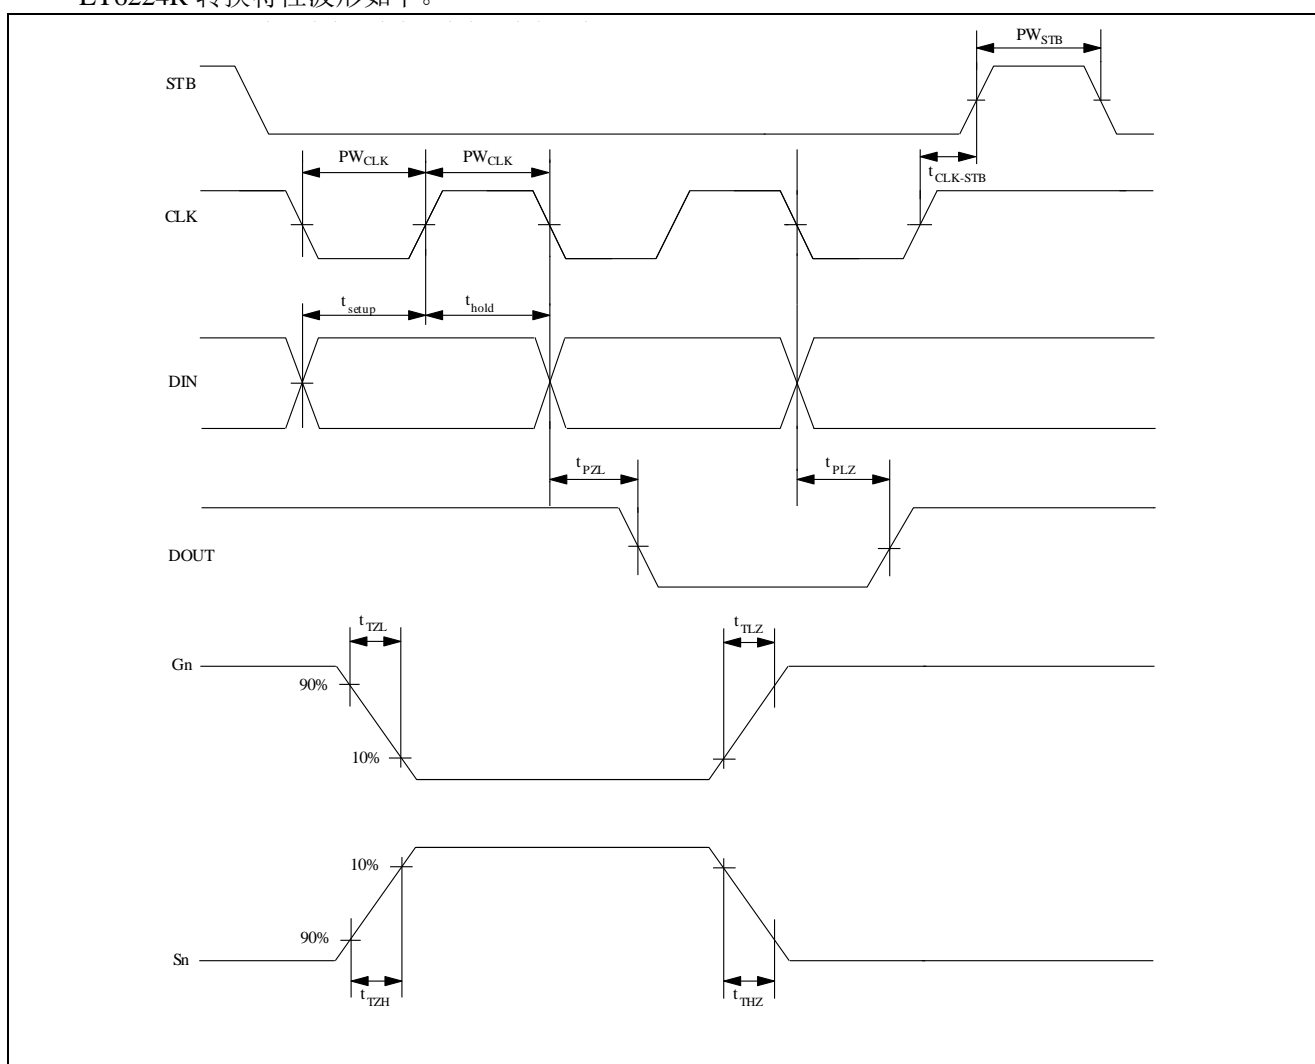 转换特性波形如下。
PW_STB
STB
PW_CLK PW_CLK
t_CLK-STB
CLK
t_setup t_hold
DIN
t_PZL t_PLZ
DOUT
t_TZL t_TLZ
Gn
90%
10%
10%
90%
Sn
t_TZH t_THZ